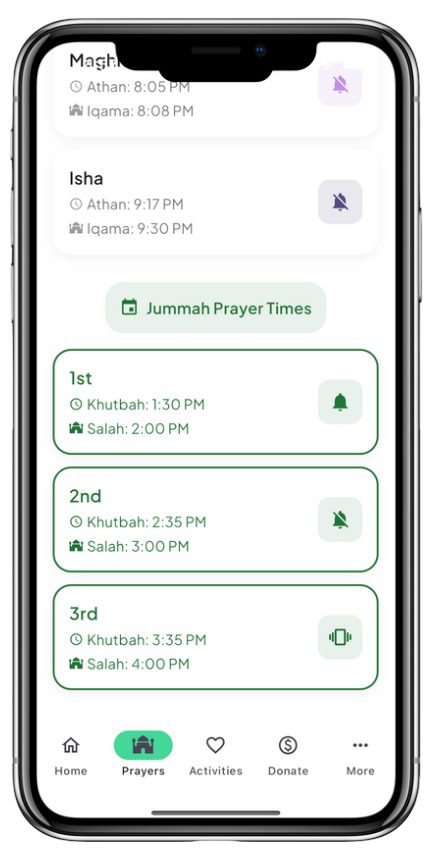 Athan: 8:05 PM
Iqama: 8:08 PM
Isha
Athan: 9:17 PM
Iqama: 9:30 PM
Jummah Prayer Times
1st
Khutbah: 1:30 PM
Salah: 2:00 PM
2nd
Khutbah: 2:35 PM
Salah: 3:00 PM
3rd
Khutbah: 3:35 PM
Salah: 4:00 PM
Home
Prayers
Activities
Donate
More